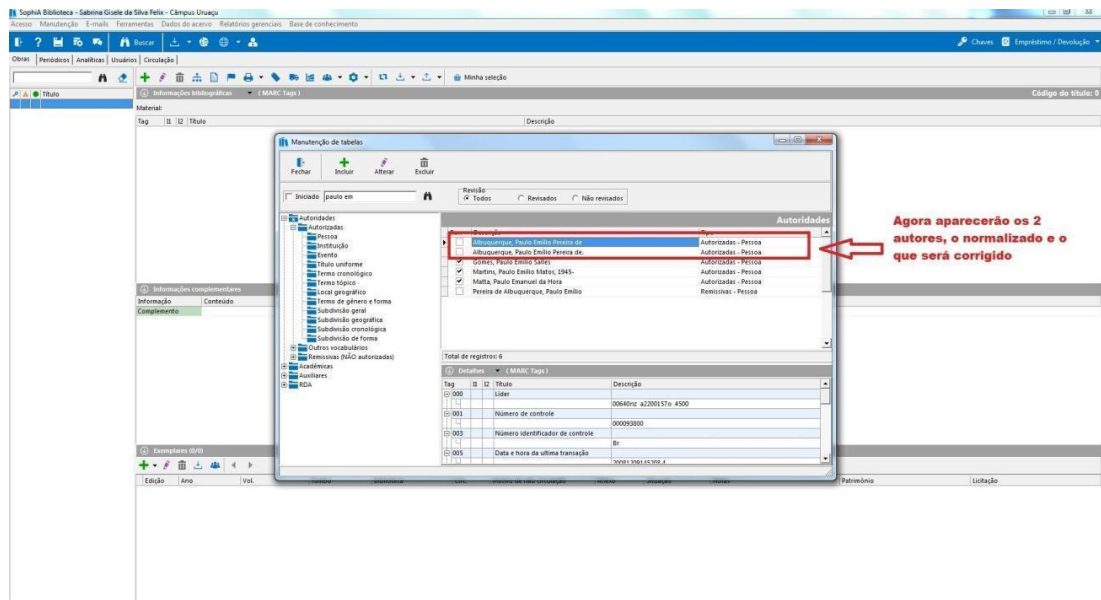 SophiA Biblioteca - Sabrina Gisele da Silva Felix - Câmpus Uruaçu
Acesso Manutenção E-mails Ferramentas Dados do acervo Relatórios gerenciais Base de conhecimento
Buscar Chaves Empréstimo / Devolução
Obras Periódicos Analíticas Usuários Circulação
Minha seleção
Título Informações bibliográficas ( MARC Tags ) Código do título: 0
Material:
Tag I1 I2 Título Descrição
Manutenção de tabelas
Fechar Incluir Alterar Excluir
Iniciado paulo em
Revisão
Todos Revisados Não revisados
Autoridades
Autoridades
Autorizadas
Pessoa
Instituição
Evento
Título uniforme
Termo cronológico
Termo tópico
Local geográfico
Termo de gênero e forma
Subdivisão geral
Subdivisão geográfica
Subdivisão cronológica
Subdivisão de forma
Outros vocabulários
Remissivas (NÃO autorizadas)
Acadêmicas
Auxiliares
RDA
Descrição Tipo
Albuquerque, Paulo Emílio Pereira de Autorizadas - Pessoa
Albuquerque, Paulo Emílio Pereira de. Autorizadas - Pessoa
Gomes, Paulo Emílio Salles Autorizadas - Pessoa
Martins, Paulo Emílio Matos, 1945- Autorizadas - Pessoa
Matta, Paulo Emanuel da Hora Autorizadas - Pessoa
Pereira de Albuquerque, Paulo Emílio Remissivas - Pessoa
Total de registros: 6
Detalhes ( MARC Tags )
Tag I1 I2 Título Descrição
000 Líder
00640nz a2200157o 4500
001 Número de controle
000093800
003 Número identificador de controle
Br
005 Data e hora da ultima transação
Agora aparecerão os 2
autores, o normalizado e o
que será corrigido
Informações complementares
Informação Conteúdo
Complemento
Exemplares (0/0)
Edição Ano Vol. Patrimônio Licitação